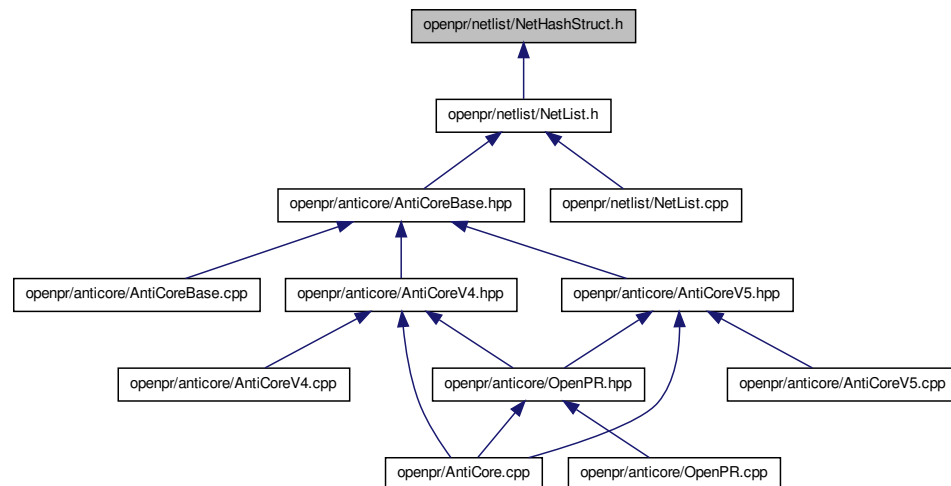 openpr/netlist/NetHashStruct.h
openpr/netlist/NetList.h
openpr/anticore/AntiCoreBase.hpp
openpr/netlist/NetList.cpp
openpr/anticore/AntiCoreBase.cpp
openpr/anticore/AntiCoreV4.hpp
openpr/anticore/AntiCoreV5.hpp
openpr/anticore/AntiCoreV4.cpp
openpr/anticore/OpenPR.hpp
openpr/anticore/AntiCoreV5.cpp
openpr/AntiCore.cpp
openpr/anticore/OpenPR.cpp